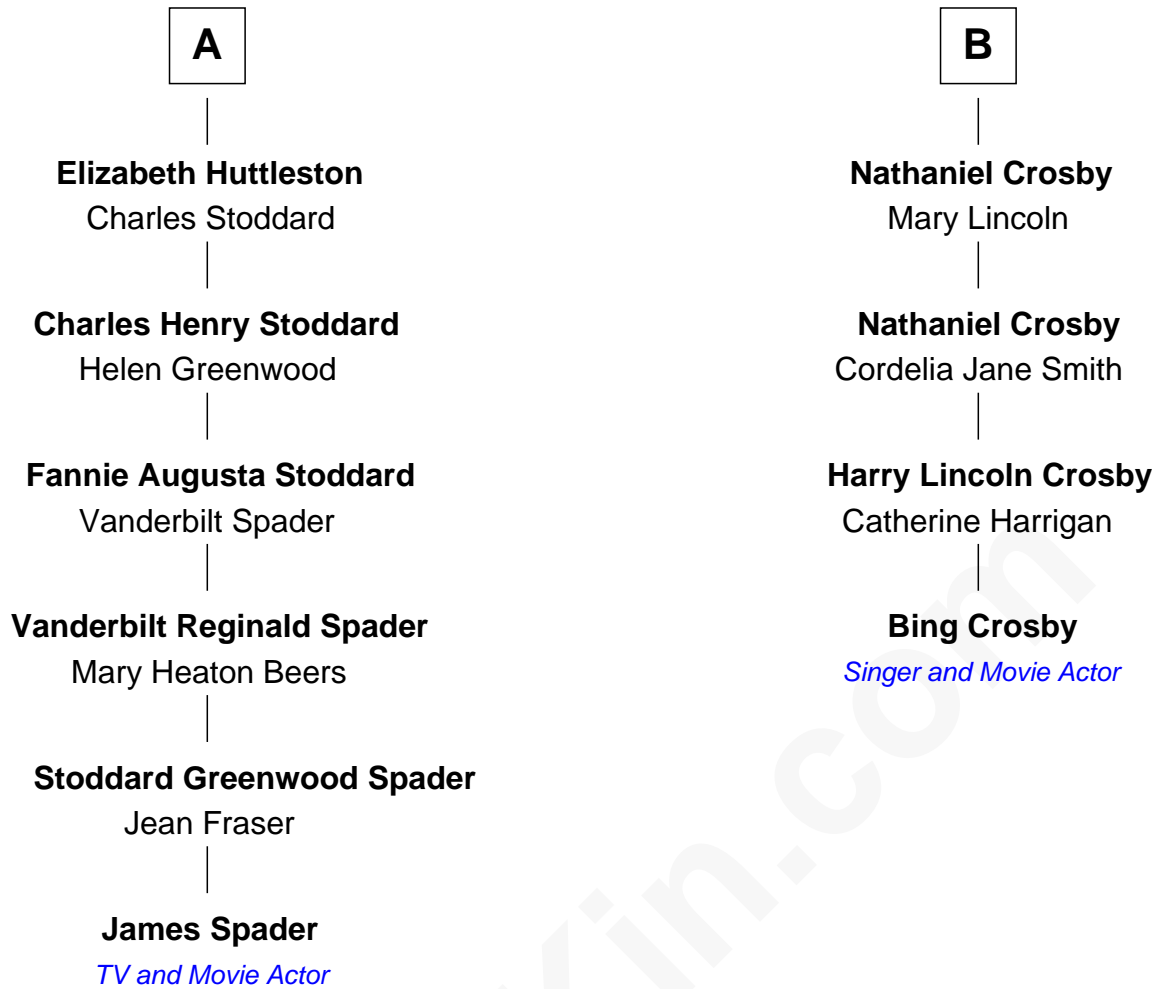 A
Elizabeth Huttleston
Charles Stoddard
Charles Henry Stoddard
Helen Greenwood
Fannie Augusta Stoddard
Vanderbilt Spader
Vanderbilt Reginald Spader
Mary Heaton Beers
Stoddard Greenwood Spader
Jean Fraser
James Spader
TV and Movie Actor
B
Nathaniel Crosby
Mary Lincoln
Nathaniel Crosby
Cordelia Jane Smith
Harry Lincoln Crosby
Catherine Harrigan
Bing Crosby
Singer and Movie Actor
Kin.com